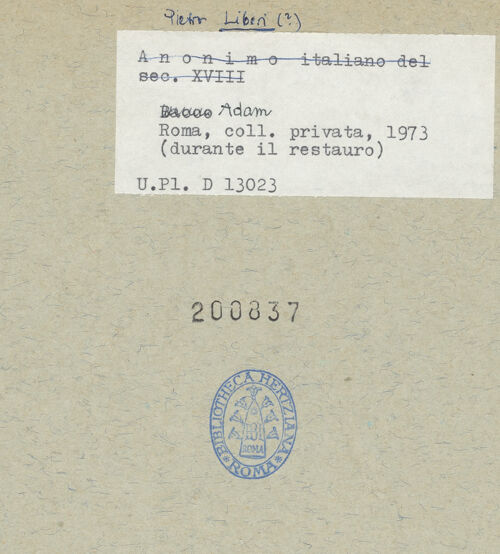 Pietro Liberi (?)
Anonimo italiano del
sec. XVIII
Bacco Adam
Roma, coll. privata, 1973
(durante il restauro)
U.Pl. D 13023
200837
BIBLIOTHECA HERTZIANA
ROMA
ROMA